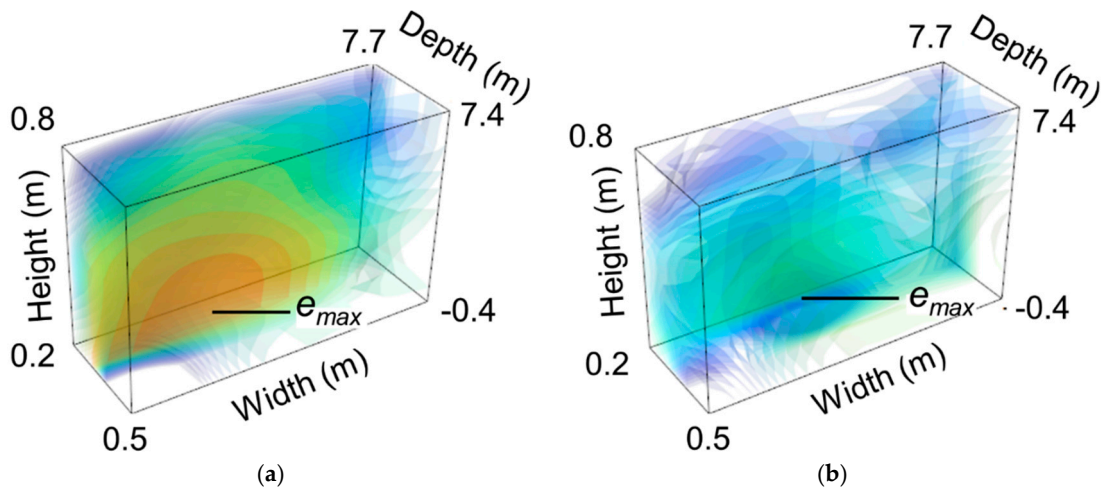 7.7
Depth (m)
7.4
0.8
Height (m)
e_max
-0.4
0.2
Width (m)
0.5
(a)
7.7
Depth (m)
7.4
0.8
Height (m)
e_max
-0.4
0.2
Width (m)
0.5
(b)